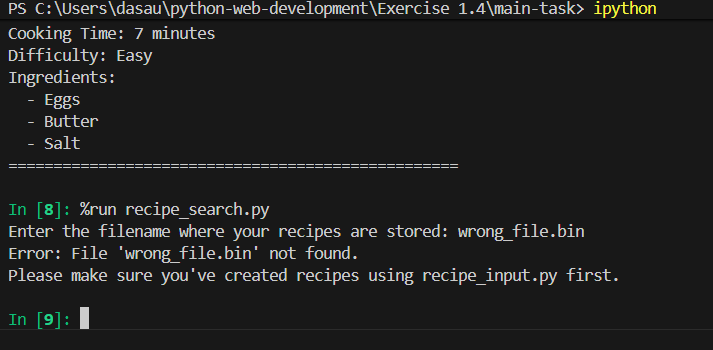 PS C:\Users\dasau\python-web-development\Exercise 1.4\main-task> ipython
Cooking Time: 7 minutes
Difficulty: Easy
Ingredients:
  - Eggs
  - Butter
  - Salt
==================================================
In [8]: %run recipe_search.py
Enter the filename where your recipes are stored: wrong_file.bin
Error: File 'wrong_file.bin' not found.
Please make sure you've created recipes using recipe_input.py first.
In [9]: